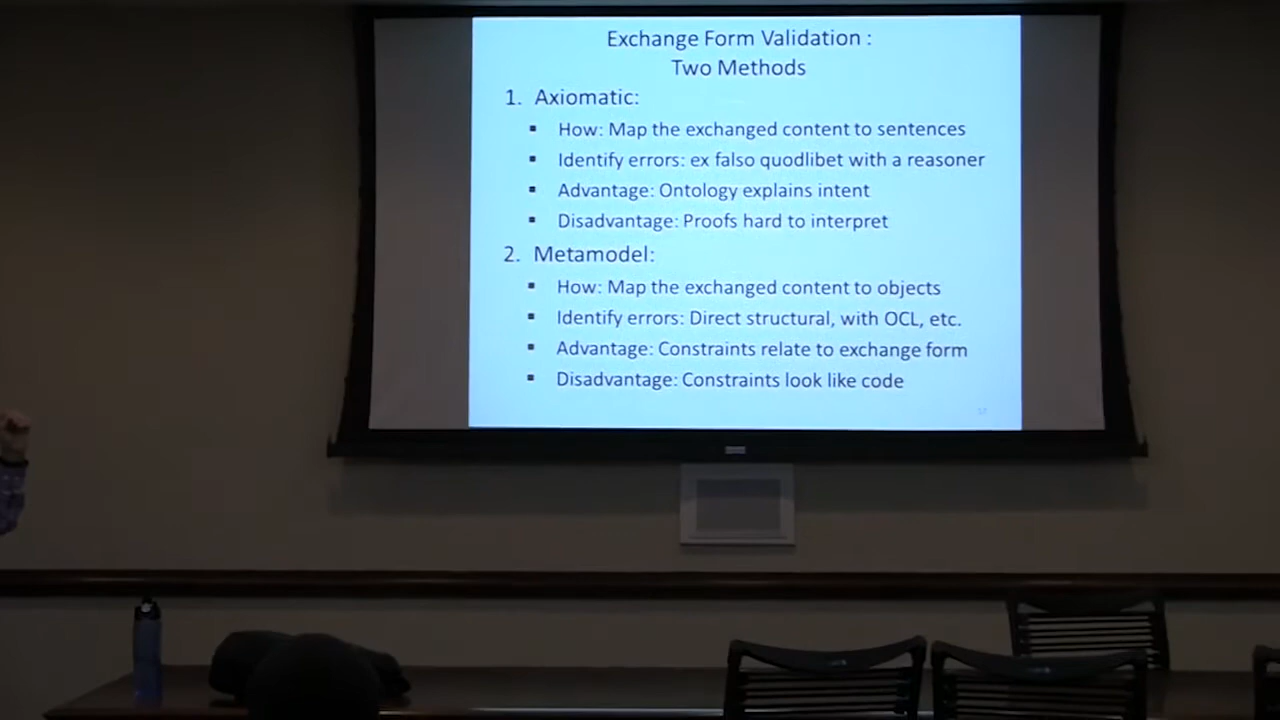 Exchange Form Validation :
Two Methods
1. Axiomatic:
▪ How: Map the exchanged content to sentences
▪ Identify errors: ex falso quodlibet with a reasoner
▪ Advantage: Ontology explains intent
▪ Disadvantage: Proofs hard to interpret
2. Metamodel:
▪ How: Map the exchanged content to objects
▪ Identify errors: Direct structural, with OCL, etc.
▪ Advantage: Constraints relate to exchange form
▪ Disadvantage: Constraints look like code